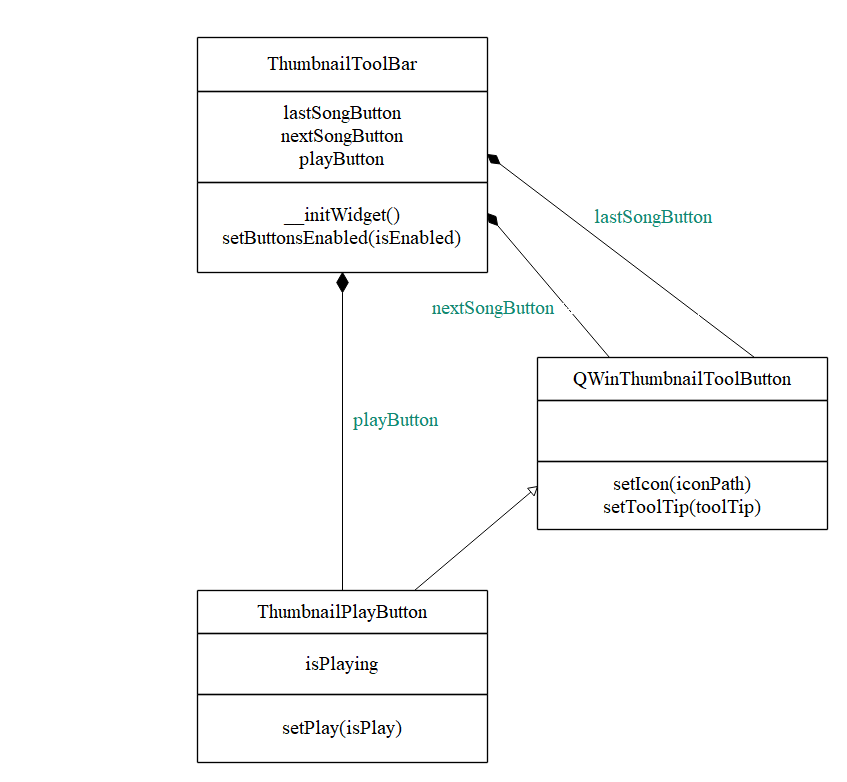 ThumbnailToolBar
lastSongButton
nextSongButton
playButton
__initWidget()
setButtonsEnabled(isEnabled)
lastSongButton
nextSongButton
QWinThumbnailToolButton
playButton
setIcon(iconPath)
setToolTip(toolTip)
ThumbnailPlayButton
isPlaying
setPlay(isPlay)